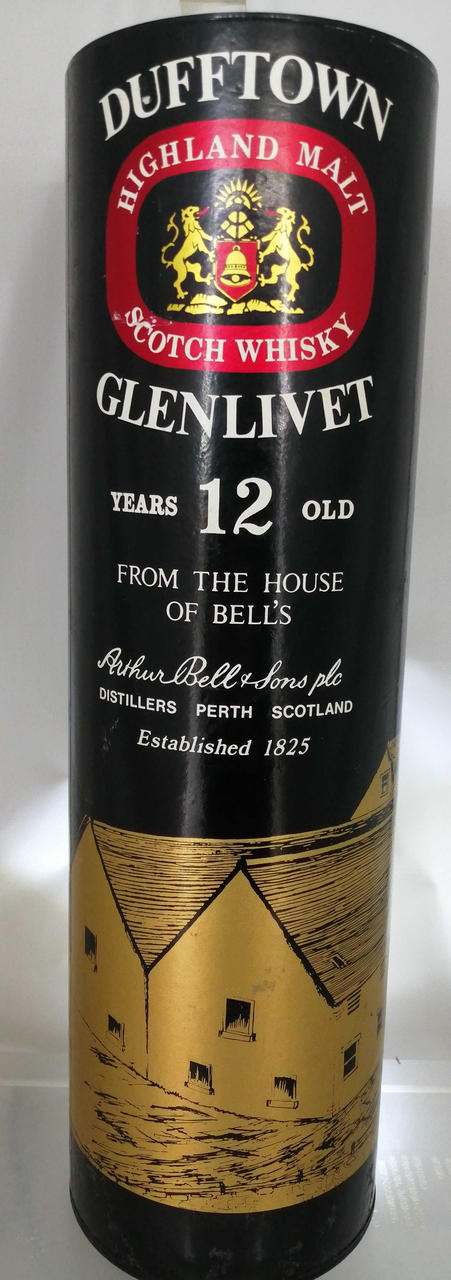 DUFFTOWN
HIGHLAND MALT
SCOTCH WHISKY
GLENLIVET
YEARS 12 OLD
FROM THE HOUSE
OF BELL'S
Arthur Bell & Sons plc
DISTILLERS PERTH SCOTLAND
Established 1825